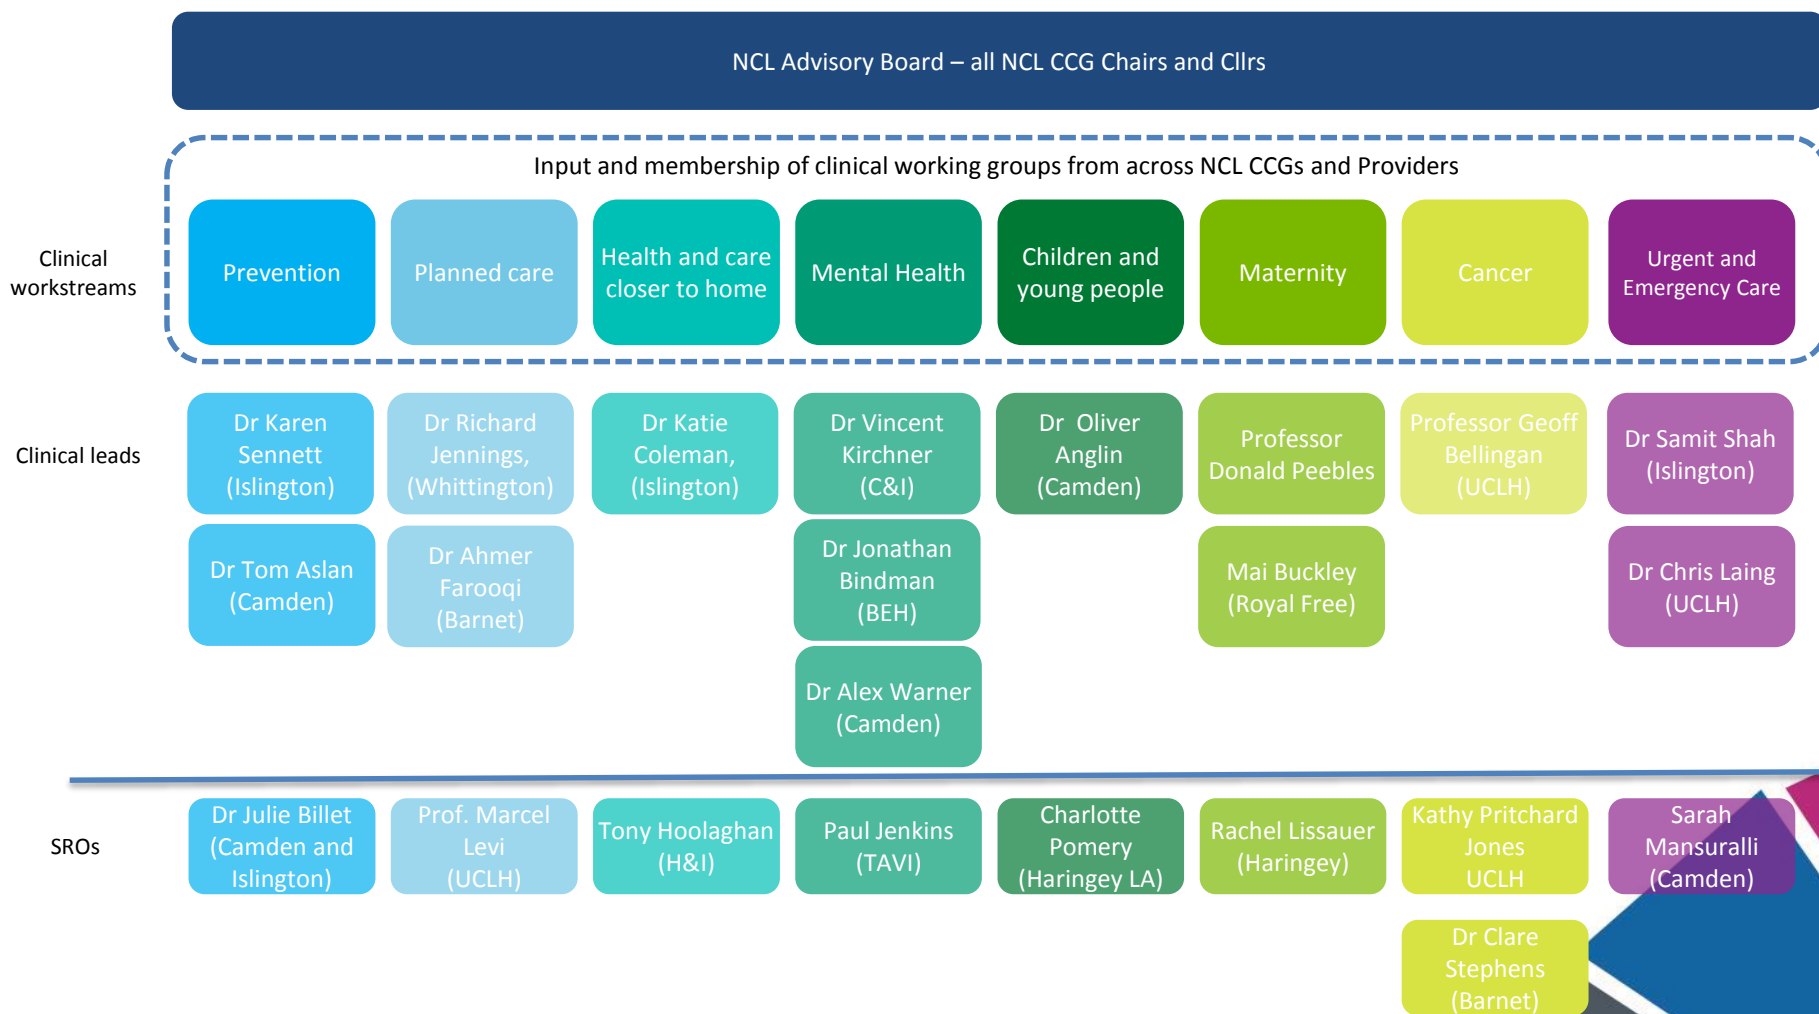 NCL Advisory Board – all NCL CCG Chairs and Cllrs
Input and membership of clinical working groups from across NCL CCGs and Providers
Clinical
workstreams
Prevention
Planned care
Health and care
closer to home
Mental Health
Children and
young people
Maternity
Cancer
Urgent and
Emergency Care
Clinical leads
Dr Karen
Sennett
(Islington)
Dr Richard
Jennings,
(Whittington)
Dr Katie
Coleman,
(Islington)
Dr Vincent
Kirchner
(C&I)
Dr Oliver
Anglin
(Camden)
Professor
Donald Peebles
Professor Geoff
Bellingan
(UCLH)
Dr Samit Shah
(Islington)
Dr Tom Aslan
(Camden)
Dr Ahmer
Farooqi
(Barnet)
Dr Jonathan
Bindman
(BEH)
Mai Buckley
(Royal Free)
Dr Chris Laing
(UCLH)
Dr Alex Warner
(Camden)
SROs
Dr Julie Billet
(Camden and
Islington)
Prof. Marcel
Levi
(UCLH)
Tony Hoolaghan
(H&I)
Paul Jenkins
(TAVI)
Charlotte
Pomery
(Haringey LA)
Rachel Lissauer
(Haringey)
Kathy Pritchard
Jones
UCLH
Sarah
Mansuralli
(Camden)
Dr Clare
Stephens
(Barnet)